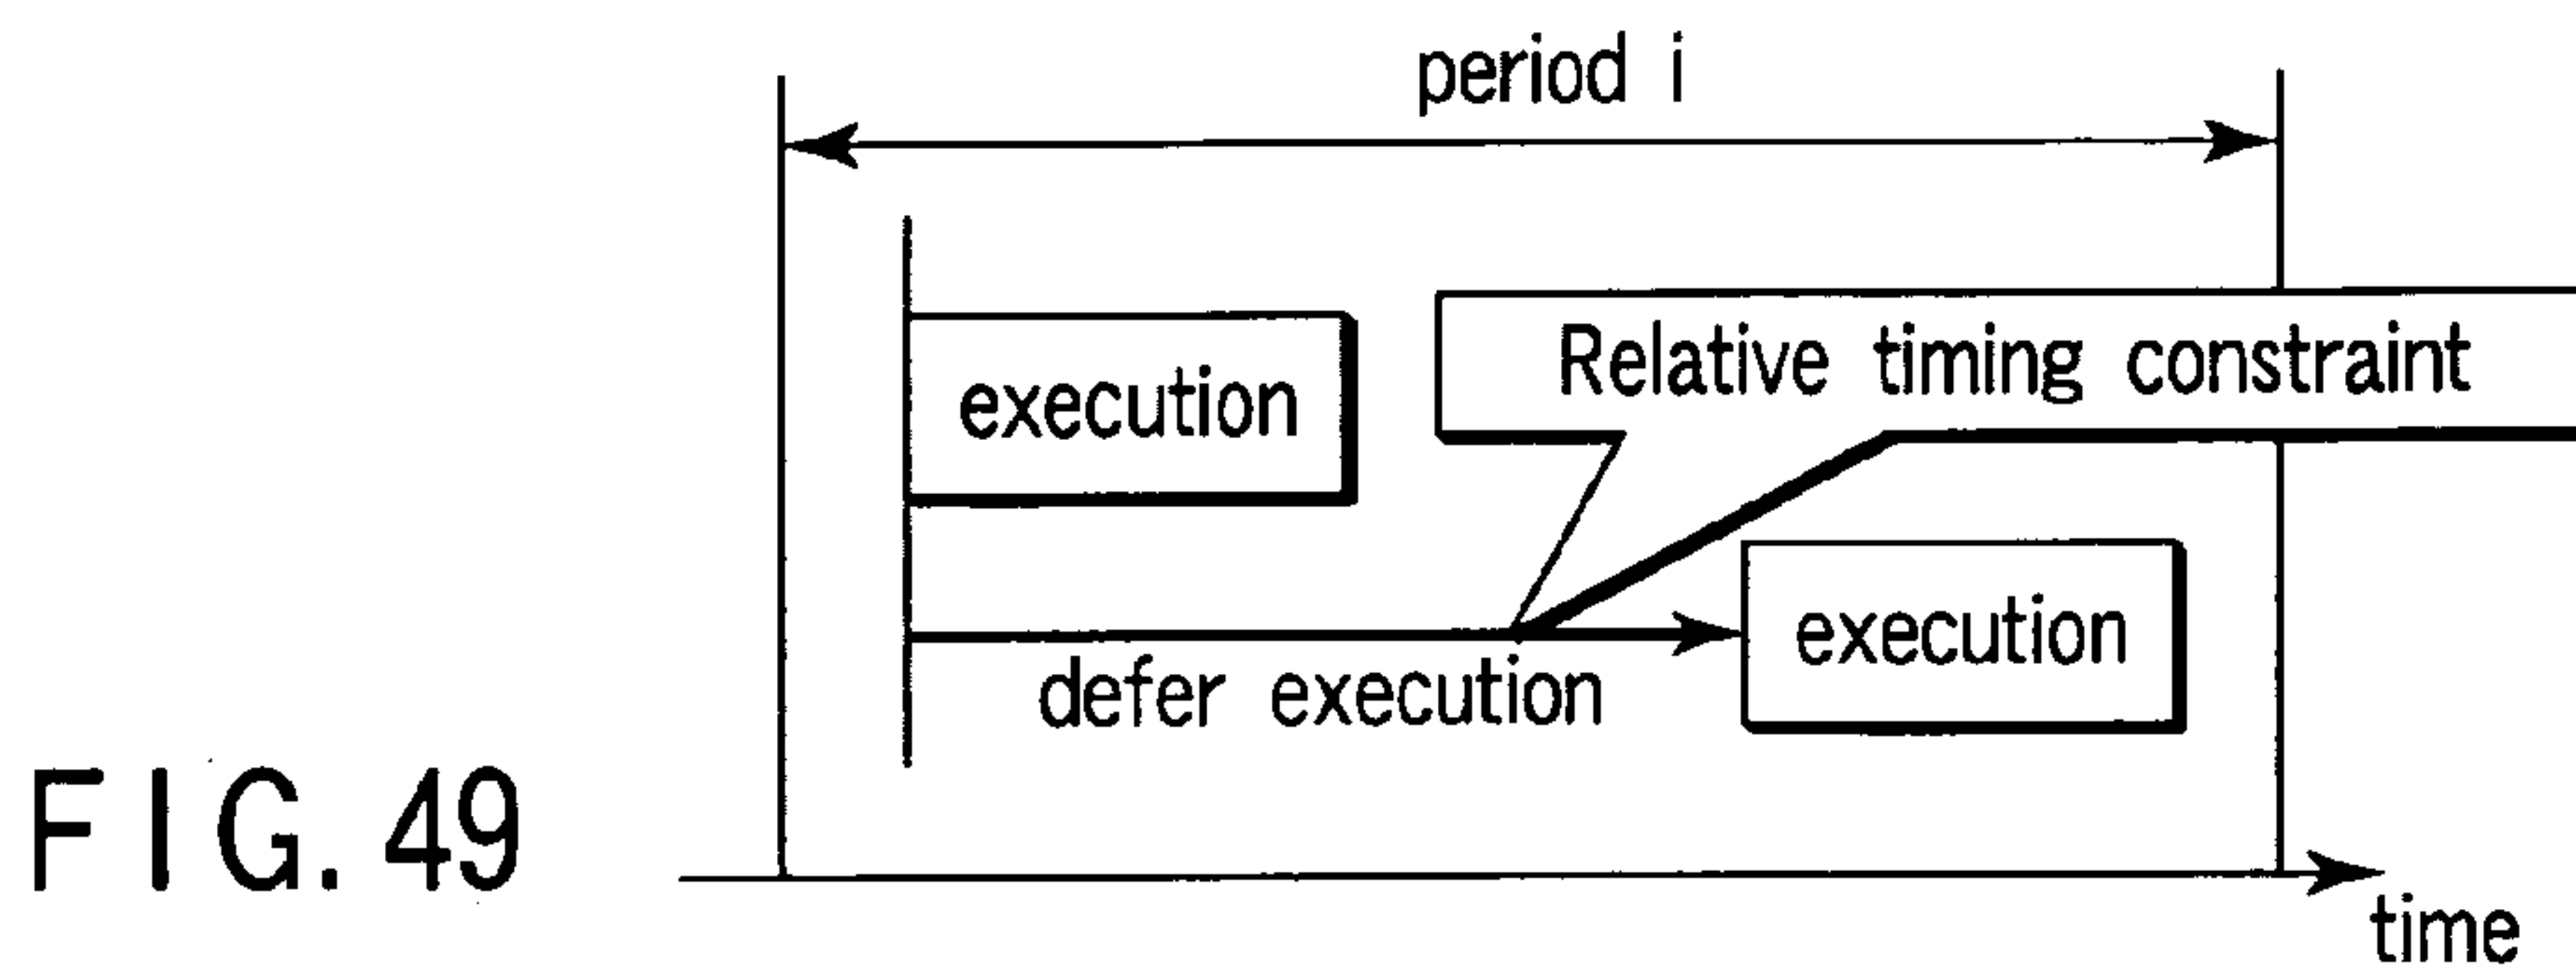 period i
execution
Relative timing constraint
execution
defer execution
FIG. 49
time